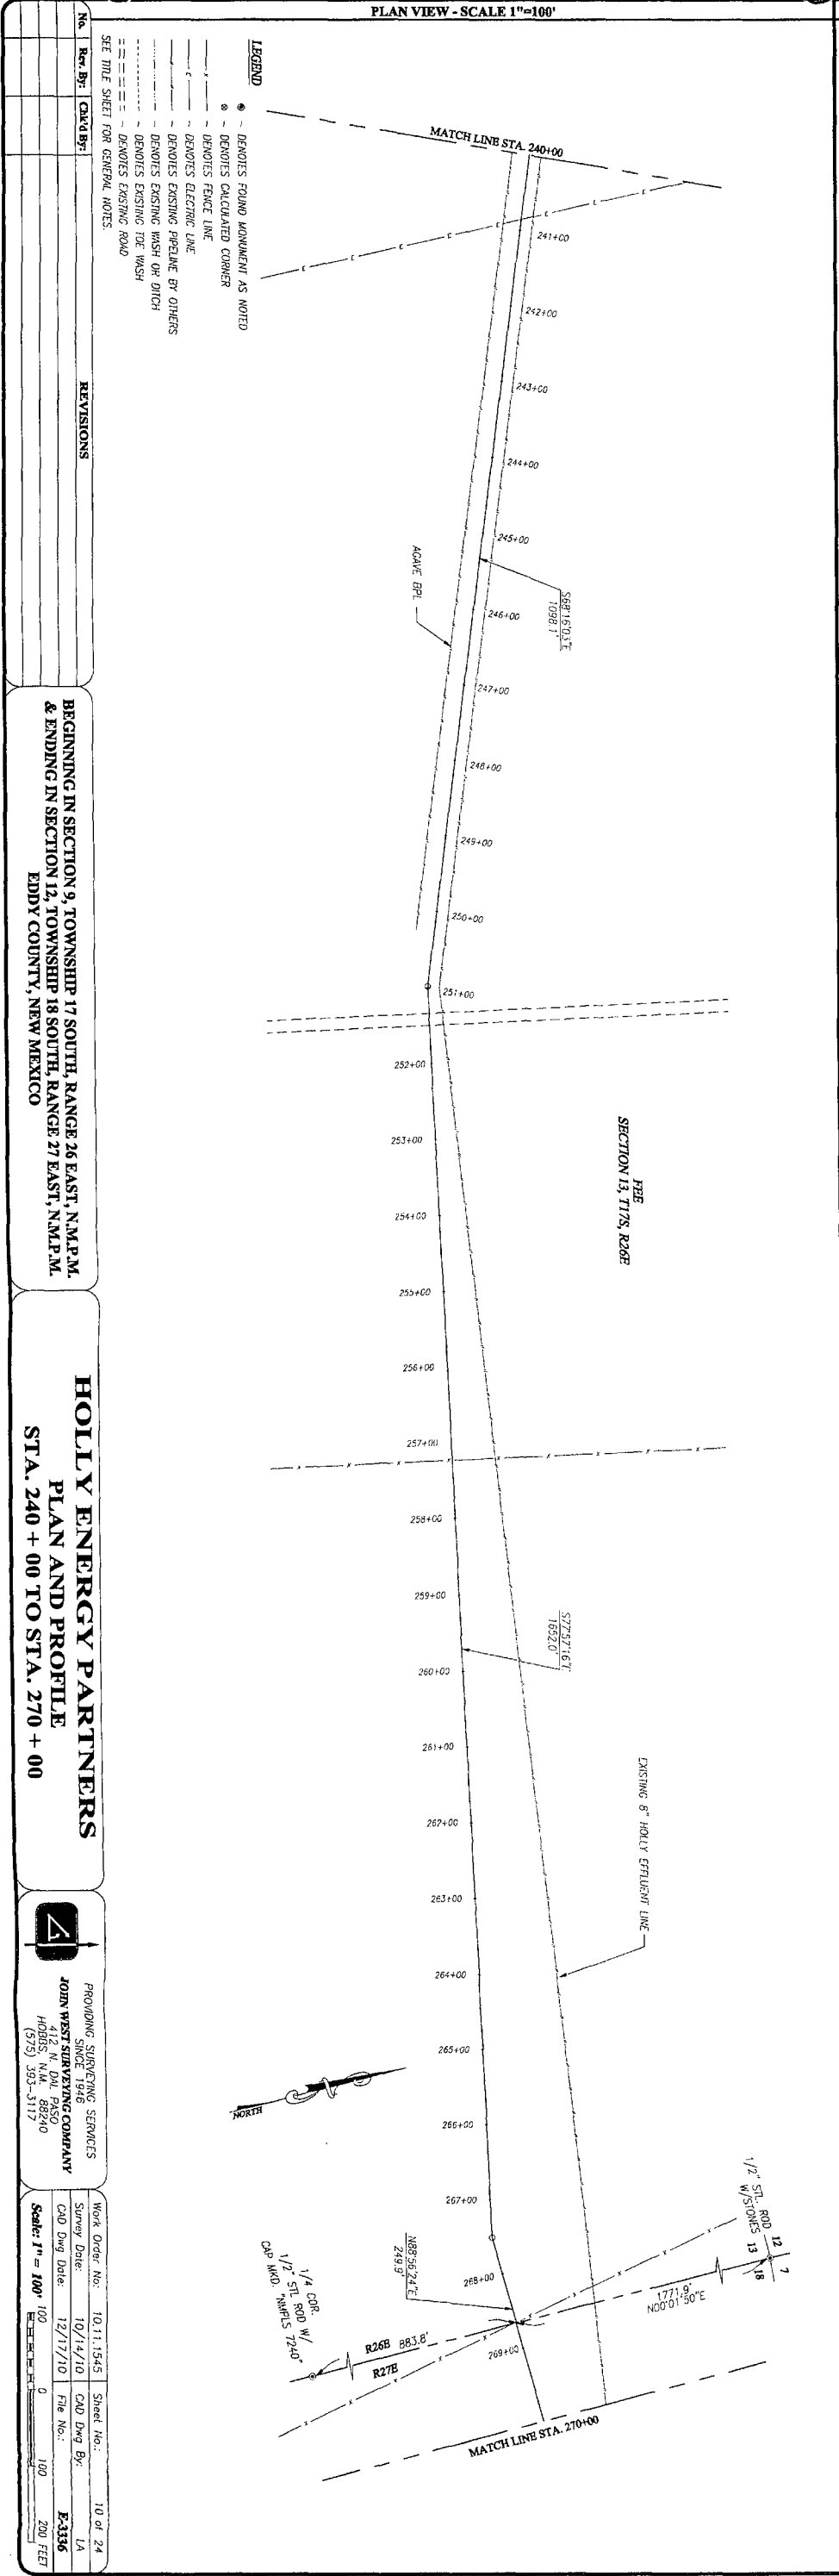 PLAN VIEW - SCALE 1"=100'
MATCH LINE STA. 240+00
241+00
242+00
243+00
244+00
245+00
246+00
247+00
248+00
249+00
250+00
251+00
252+00
253+00
254+00
255+00
256+00
257+00
258+00
259+00
260+00
261+00
262+00
263+00
264+00
265+00
266+00
267+00
268+00
269+00
MATCH LINE STA. 270+00
S68°16'03"E
1098.1'
AGAVE BPL
FEE
SECTION 13, T17S, R26E
S77°57'16"E
1652.0'
EXISTING 8" HOLLY EFFLUENT LINE
NORTH
N88°56'24"E
249.9'
1/2" STL. ROD
W/STONES
12
7
13
18
1771.9'
N00°01'50"E
R26E
883.8'
R27E
1/4 COR.
1/2" STL ROD W/
CAP MKD. "NMPLS 7240"
LEGEND
- DENOTES FOUND MONUMENT AS NOTED
- DENOTES CALCULATED CORNER
- DENOTES FENCE LINE
- DENOTES ELECTRIC LINE
- DENOTES EXISTING PIPELINE BY OTHERS
- DENOTES EXISTING WASH OR DITCH
- DENOTES EXISTING TOE WASH
- DENOTES EXISTING ROAD
SEE TITLE SHEET FOR GENERAL NOTES.
No. Rev. By: Chk'd By: REVISIONS
BEGINNING IN SECTION 9, TOWNSHIP 17 SOUTH, RANGE 26 EAST, N.M.P.M.
& ENDING IN SECTION 12, TOWNSHIP 18 SOUTH, RANGE 27 EAST, N.M.P.M.
EDDY COUNTY, NEW MEXICO
HOLLY ENERGY PARTNERS
PLAN AND PROFILE
STA. 240 + 00 TO STA. 270 + 00
PROVIDING SURVEYING SERVICES
SINCE 1946
JOHN WEST SURVEYING COMPANY
412 N. DAL PASO
HOBBS, N.M. 88240
(575) 393-3117
Work Order No: 10.11.1545 Sheet No.: 10 of 24
Survey Date: 10/14/10 CAD Dwg By: LA
CAD Dwg Date: 12/17/10 File No.: E-3336
Scale: 1" = 100' 100 0 100 200 FEET